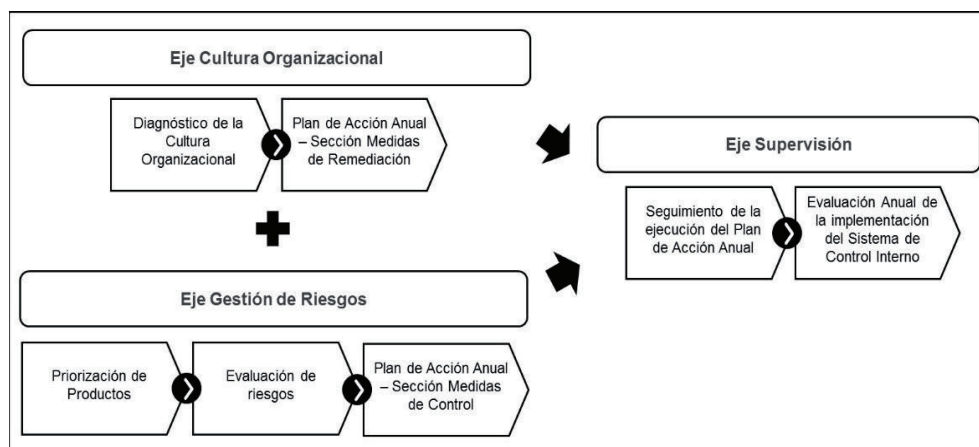 Eje Cultura Organizacional
Diagnóstico de la
Cultura
Organizacional
Plan de Acción Anual
– Sección Medidas
de Remediación
Eje Gestión de Riesgos
Priorización de
Productos
Evaluación de
riesgos
Plan de Acción Anual
– Sección Medidas
de Control
Eje Supervisión
Seguimiento de la
ejecución del Plan
de Acción Anual
Evaluación Anual de
la implementación
del Sistema de
Control Interno